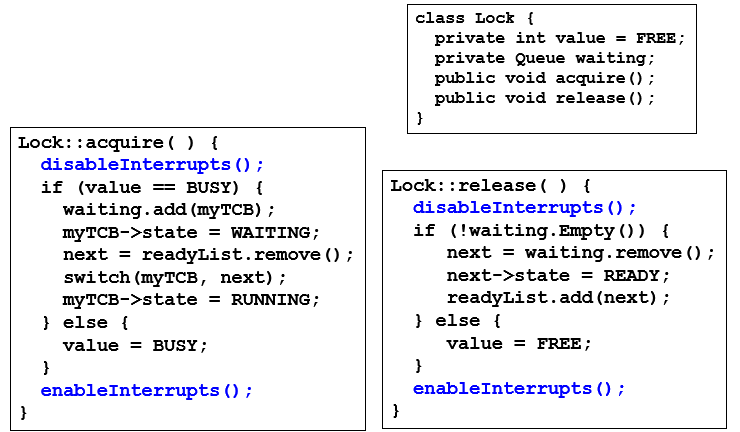 class Lock {
private int value = FREE;
private Queue waiting;
public void acquire();
public void release();
}
Lock::acquire( ) {
disableInterrupts();
if (value == BUSY) {
waiting.add(myTCB);
myTCB->state = WAITING;
next = readyList.remove();
switch(myTCB, next);
myTCB->state = RUNNING;
} else {
value = BUSY;
}
enableInterrupts();
}
Lock::release( ) {
disableInterrupts();
if (!waiting.Empty()) {
next = waiting.remove();
next->state = READY;
readyList.add(next);
} else {
value = FREE;
}
enableInterrupts();
}